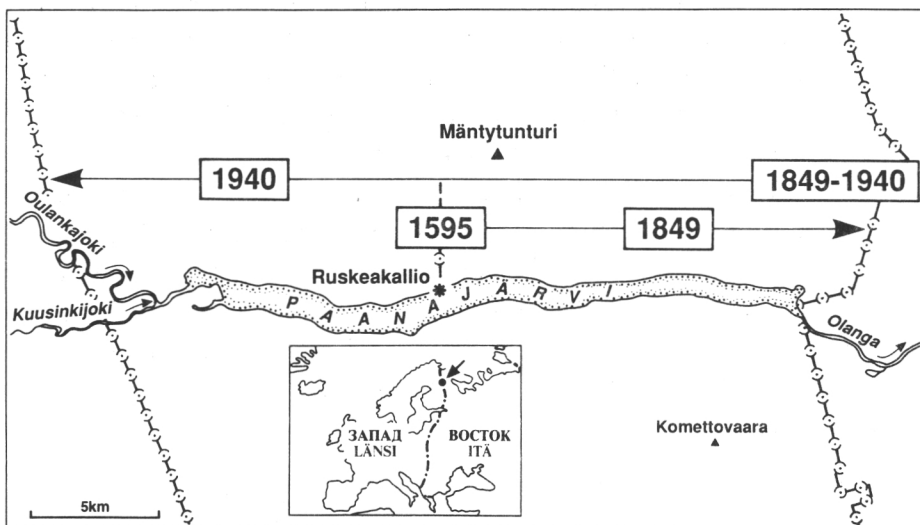 Mäntytunturi
1940
1849-1940
1595
1849
Oulankajoki
Ruskeakallio
Kuusinkijoki
PAANAJÄRVI
Olanga
ЗАПАД
LÄNSI
ВОСТОК
ITÄ
Komettovaara
5km